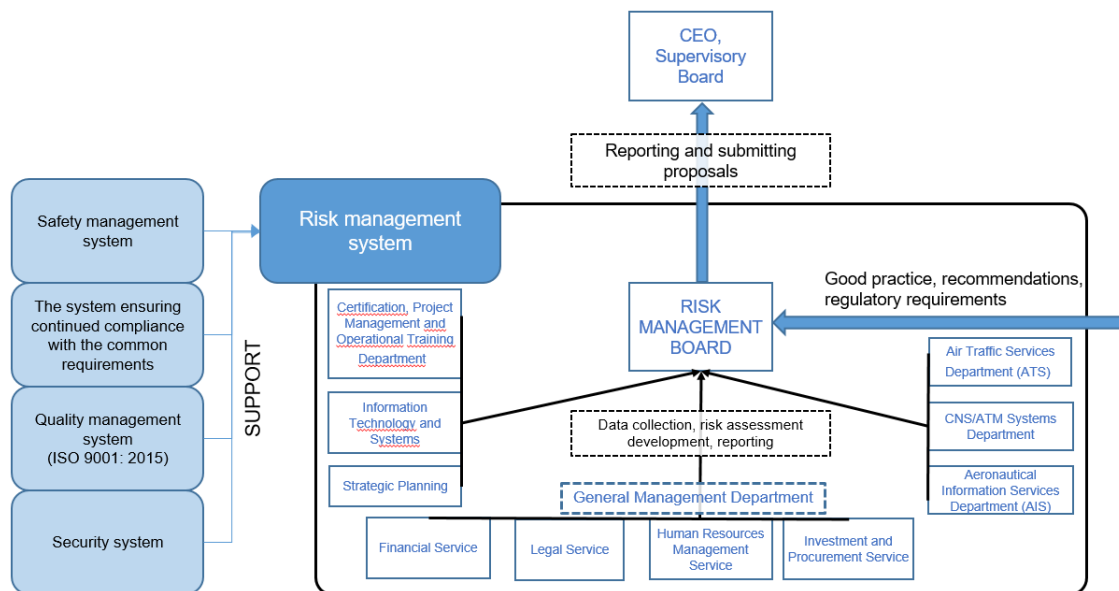 CEO,
Supervisory
Board
Reporting and submitting
proposals
Safety management
system
The system ensuring
continued compliance
with the common
requirements
Quality management
system
(ISO 9001: 2015)
Security system
SUPPORT
Risk management
system
Good practice, recommendations,
regulatory requirements
RISK
MANAGEMENT
BOARD
Certification, Project
Management and
Operational Training
Department
Information
Technology and
Systems
Strategic Planning
Data collection, risk assessment
development, reporting
Air Traffic Services
Department (ATS)
CNS/ATM Systems
Department
Aeronautical
Information Services
Department (AIS)
General Management Department
Financial Service
Legal Service
Human Resources
Management
Service
Investment and
Procurement Service